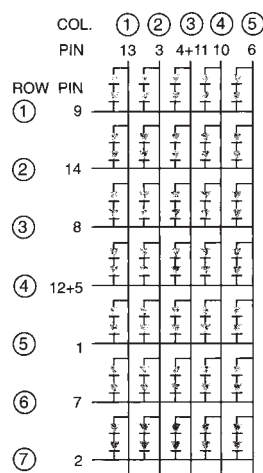 COL. ① ② ③ ④ ⑤
PIN 13 3 4+11 10 6
ROW PIN
① 9
② 14
③ 8
④ 12+5
⑤ 1
⑥ 7
⑦ 2